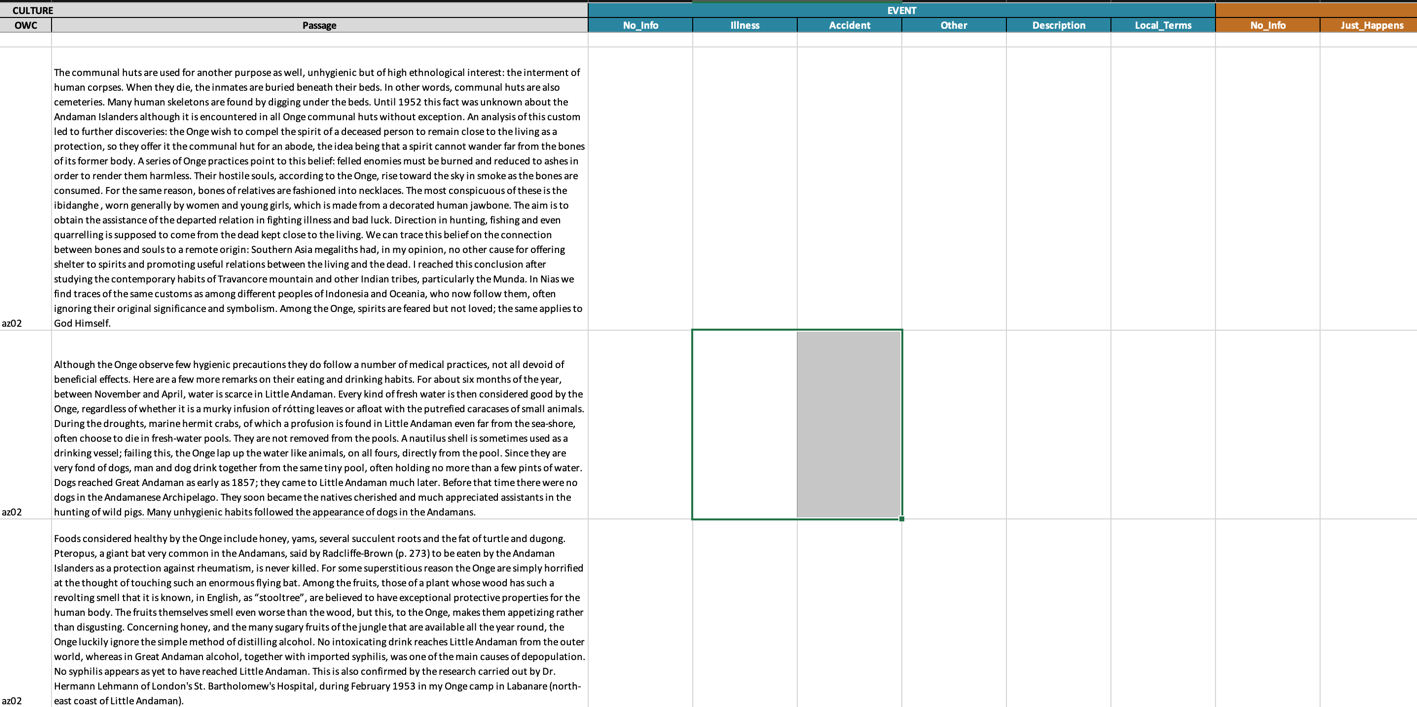 CULTURE EVENT
OWC Passage No_Info Illness Accident Other Description Local_Terms No_Info Just_Happens
The communal huts are used for another purpose as well, unhygienic but of high ethnological interest: the interment of
human corpses. When they die, the inmates are buried beneath their beds. In other words, communal huts are also
cemeteries. Many human skeletons are found by digging under the beds. Until 1952 this fact was unknown about the
Andaman Islanders although it is encountered in all Onge communal huts without exception. An analysis of this custom
led to further discoveries: the Onge wish to compel the spirit of a deceased person to remain close to the living as a
protection, so they offer it the communal hut for an abode, the idea being that a spirit cannot wander far from the bones
of its former body. A series of Onge practices point to this belief: felled enemies must be burned and reduced to ashes in
order to render them harmless. Their hostile souls, according to the Onge, rise toward the sky in smoke as the bones are
consumed. For the same reason, bones of relatives are fashioned into necklaces. The most conspicuous of these is the
ibidanghe , worn generally by women and young girls, which is made from a decorated human jawbone. The aim is to
obtain the assistance of the departed relation in fighting illness and bad luck. Direction in hunting, fishing and even
quarrelling is supposed to come from the dead kept close to the living. We can trace this belief on the connection
between bones and souls to a remote origin: Southern Asia megaliths had, in my opinion, no other cause for offering
shelter to spirits and promoting useful relations between the living and the dead. I reached this conclusion after
studying the contemporary habits of Travancore mountain and other Indian tribes, particularly the Munda. In Nias we
find traces of the same customs as among different peoples of Indonesia and Oceania, who now follow them, often
ignoring their original significance and symbolism. Among the Onge, spirits are feared but not loved; the same applies to
az02 God Himself.
Although the Onge observe few hygienic precautions they do follow a number of medical practices, not all devoid of
beneficial effects. Here are a few more remarks on their eating and drinking habits. For about six months of the year,
between November and April, water is scarce in Little Andaman. Every kind of fresh water is then considered good by the
Onge, regardless of whether it is a murky infusion of rótting leaves or afloat with the putrefied caracases of small animals.
During the droughts, marine hermit crabs, of which a profusion is found in Little Andaman even far from the sea-shore,
often choose to die in fresh-water pools. They are not removed from the pools. A nautilus shell is sometimes used as a
drinking vessel; failing this, the Onge lap up the water like animals, on all fours, directly from the pool. Since they are
very fond of dogs, man and dog drink together from the same tiny pool, often holding no more than a few pints of water.
Dogs reached Great Andaman as early as 1857; they came to Little Andaman much later. Before that time there were no
dogs in the Andamanese Archipelago. They soon became the natives cherished and much appreciated assistants in the
az02 hunting of wild pigs. Many unhygienic habits followed the appearance of dogs in the Andamans.
Foods considered healthy by the Onge include honey, yams, several succulent roots and the fat of turtle and dugong.
Pteropus, a giant bat very common in the Andamans, said by Radcliffe-Brown (p. 273) to be eaten by the Andaman
Islanders as a protection against rheumatism, is never killed. For some superstitious reason the Onge are simply horrified
at the thought of touching such an enormous flying bat. Among the fruits, those of a plant whose wood has such a
revolting smell that it is known, in English, as “stooltree”, are believed to have exceptional protective properties for the
human body. The fruits themselves smell even worse than the wood, but this, to the Onge, makes them appetizing rather
than disgusting. Concerning honey, and the many sugary fruits of the jungle that are available all the year round, the
Onge luckily ignore the simple method of distilling alcohol. No intoxicating drink reaches Little Andaman from the outer
world, whereas in Great Andaman alcohol, together with imported syphilis, was one of the main causes of depopulation.
No syphilis appears as yet to have reached Little Andaman. This is also confirmed by the research carried out by Dr.
Hermann Lehmann of London's St. Bartholomew's Hospital, during February 1953 in my Onge camp in Labanare (north-
az02 east coast of Little Andaman).